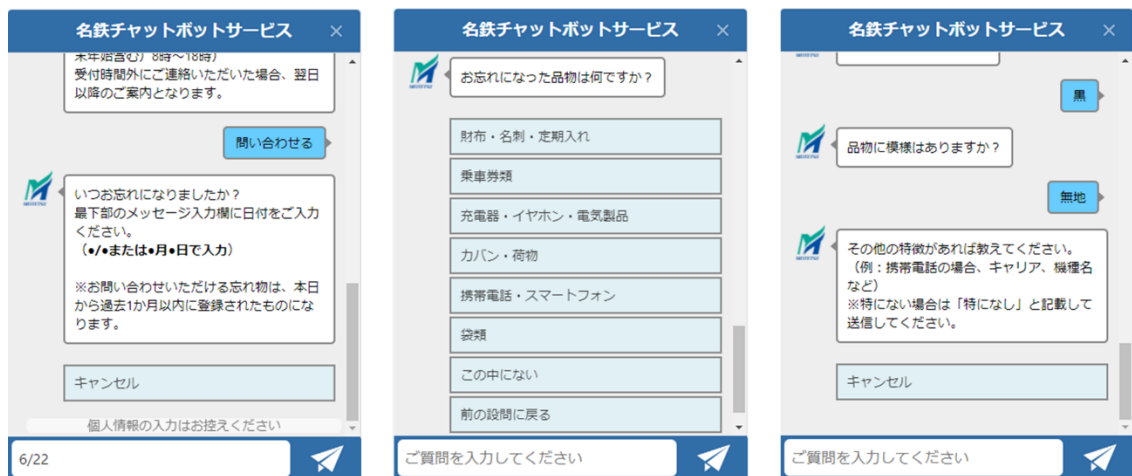 名鉄チャットボットサービス ×
末年始含む）8時～18時）
受付時間外にご連絡いただいた場合、翌日
以降のご案内となります。
問い合わせる
いつお忘れになりましたか？
最下部のメッセージ入力欄に日付をご入力
ください。
（●/●または●月●日で入力）
※お問い合わせいただける忘れ物は、本日
から過去1か月以内に登録されたものにな
ります。
キャンセル
個人情報の入力はお控えください
6/22
名鉄チャットボットサービス ×
お忘れになった品物は何ですか？
財布・名刺・定期入れ
乗車券類
充電器・イヤホン・電気製品
カバン・荷物
携帯電話・スマートフォン
袋類
この中にない
前の設問に戻る
ご質問を入力してください
名鉄チャットボットサービス ×
黒
品物に模様はありますか？
無地
その他の特徴があれば教えてください。
（例：携帯電話の場合、キャリア、機種名
など）
※特にない場合は「特になし」と記載して
送信してください。
キャンセル
ご質問を入力してください